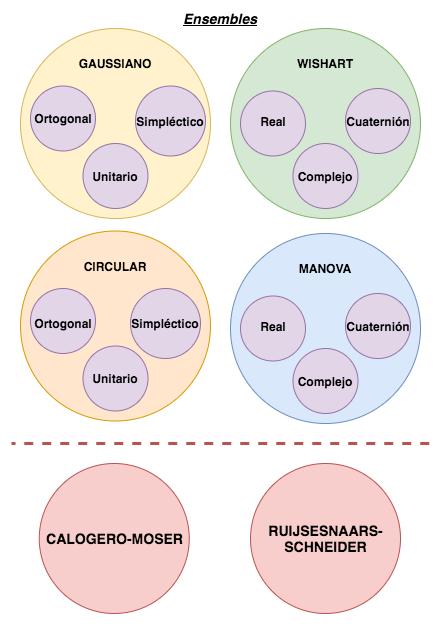 Ensembles
GAUSSIANO
Ortogonal
Simpléctico
Unitario
WISHART
Real
Cuaternión
Complejo
CIRCULAR
Ortogonal
Simpléctico
Unitario
MANOVA
Real
Cuaternión
Complejo
CALOGERO-MOSER
RUIJSESNAARS-
SCHNEIDER